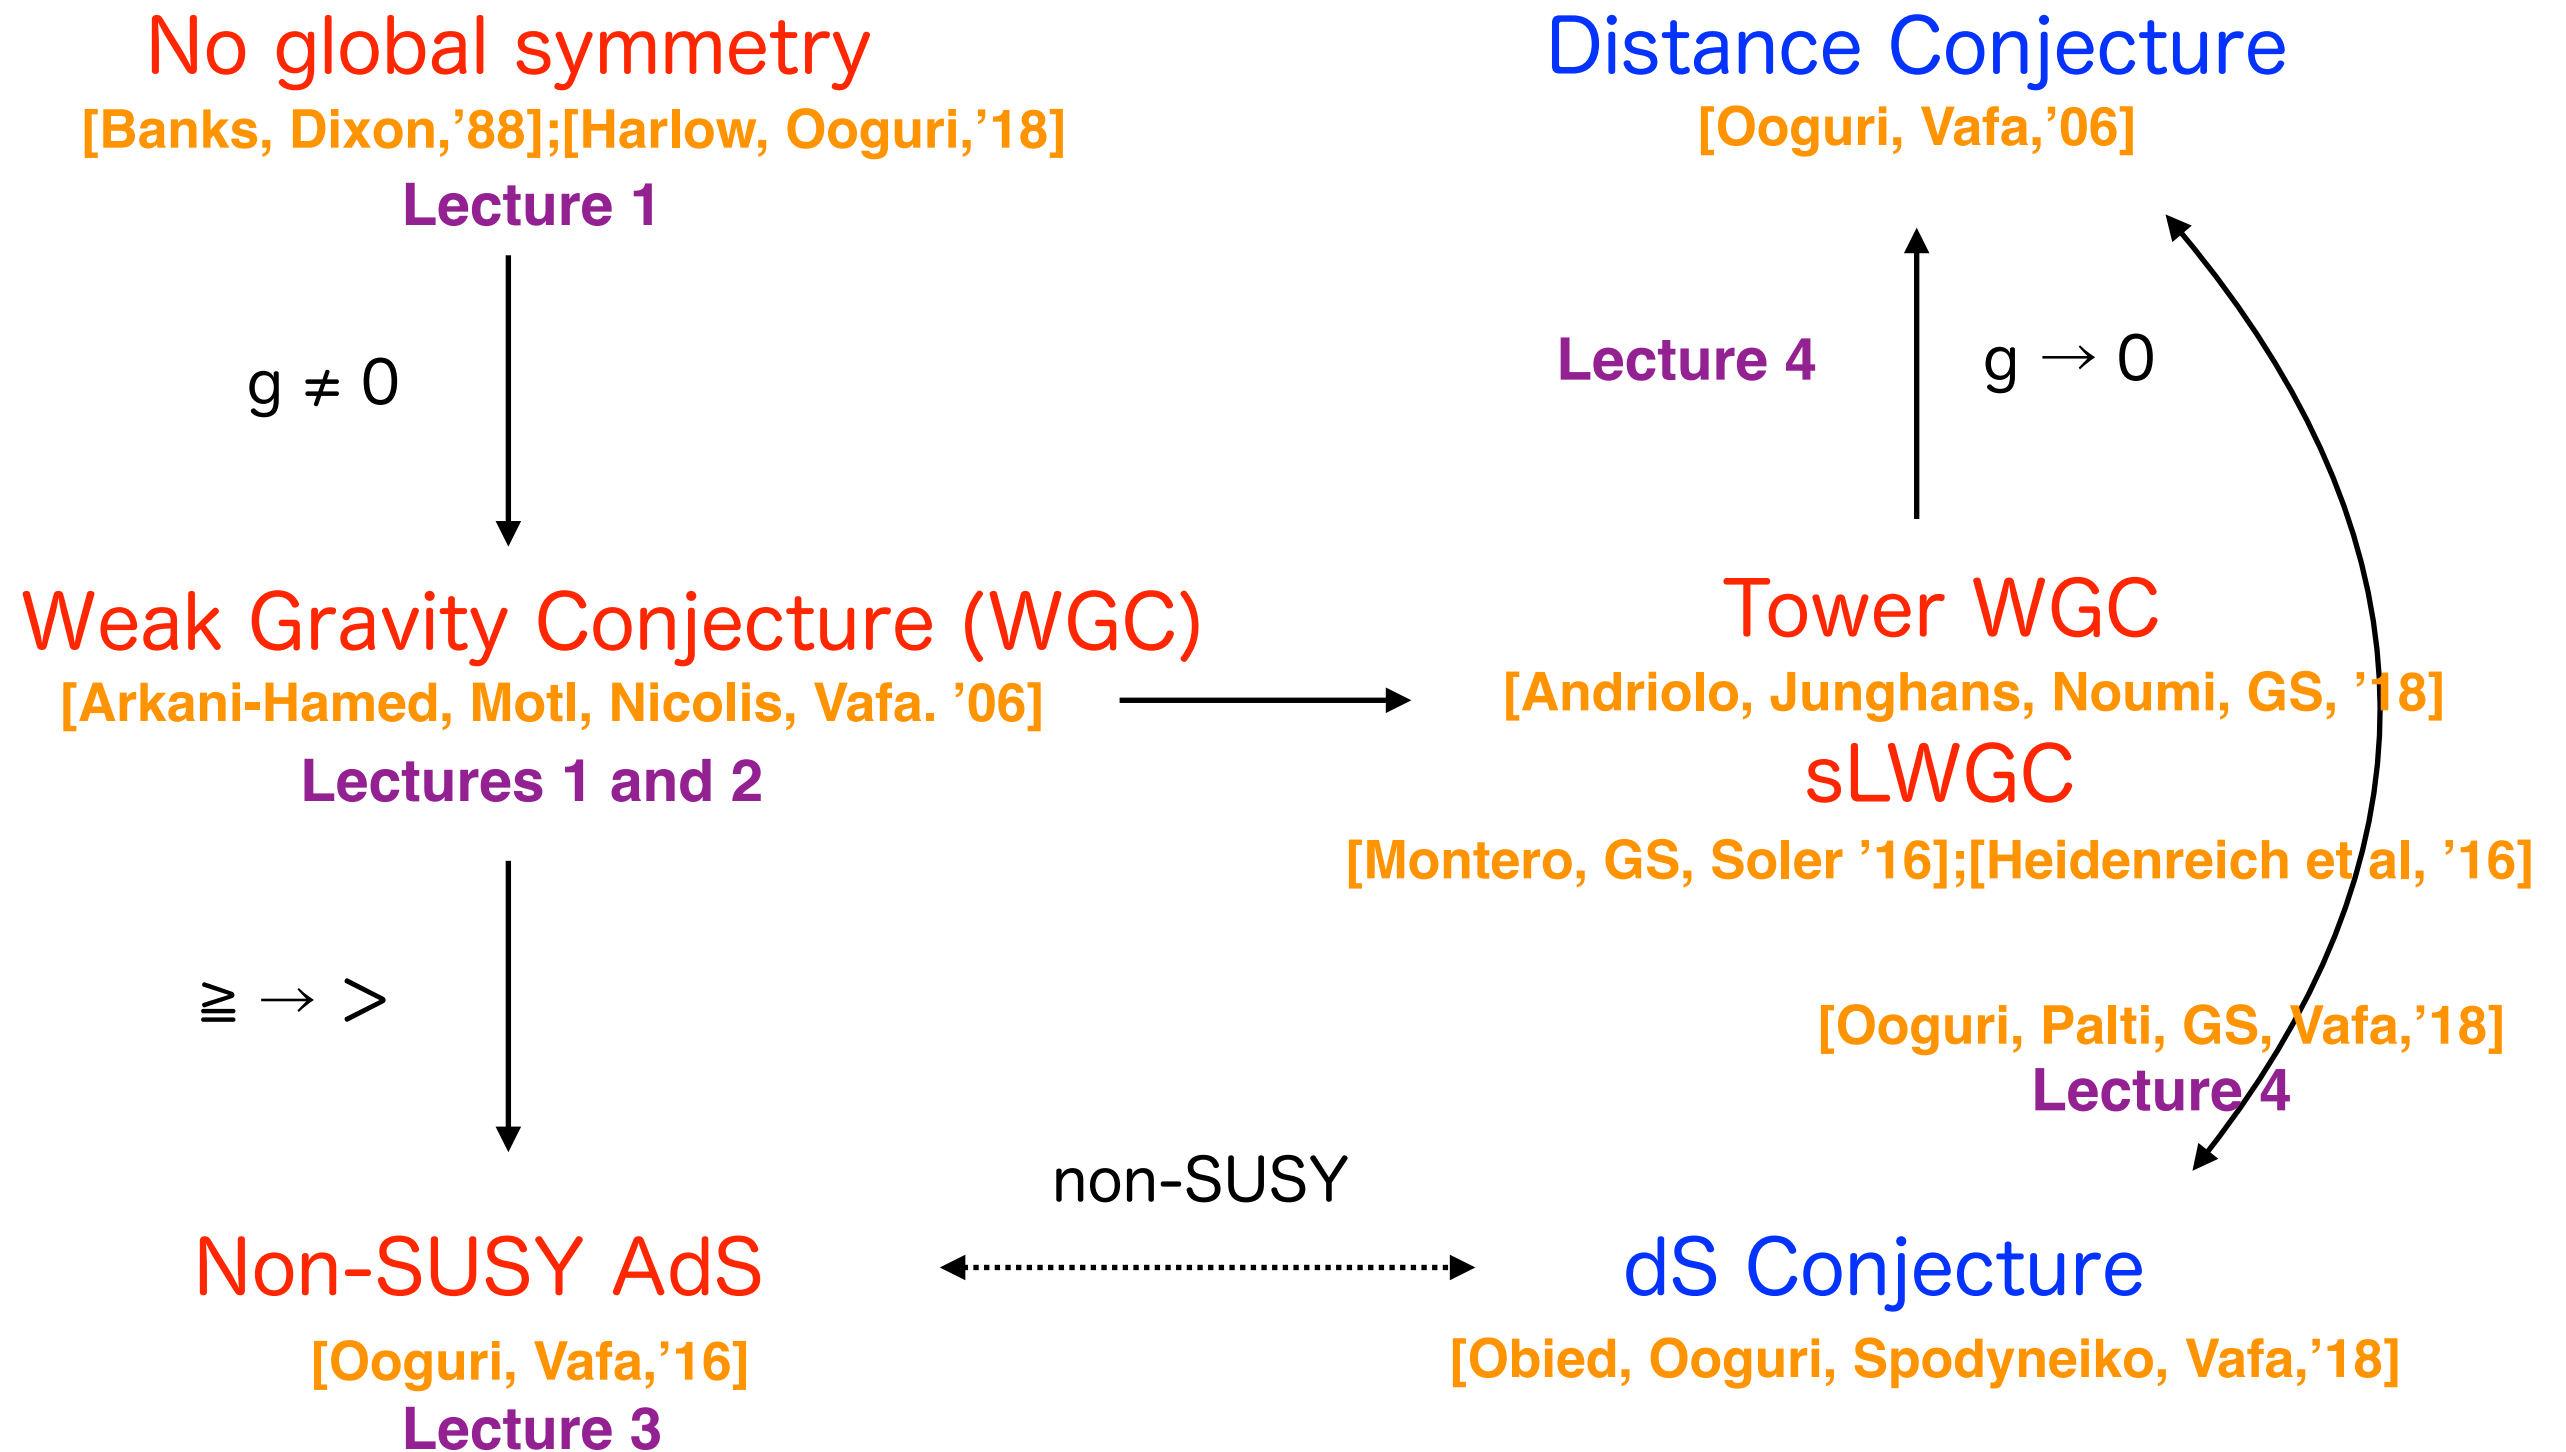 No global symmetry
[Banks, Dixon,’88];[Harlow, Ooguri,’18]
Lecture 1
g ≠ 0
Weak Gravity Conjecture (WGC)
[Arkani-Hamed, Motl, Nicolis, Vafa. ’06]
Lectures 1 and 2
≧ → >
Non-SUSY AdS
[Ooguri, Vafa,’16]
Lecture 3
non-SUSY
Distance Conjecture
[Ooguri, Vafa,’06]
Lecture 4
g → 0
Tower WGC
[Andriolo, Junghans, Noumi, GS, ’18]
sLWGC
[Montero, GS, Soler ’16];[Heidenreich et al, ’16]
[Ooguri, Palti, GS, Vafa,’18]
Lecture 4
dS Conjecture
[Obied, Ooguri, Spodyneiko, Vafa,’18]